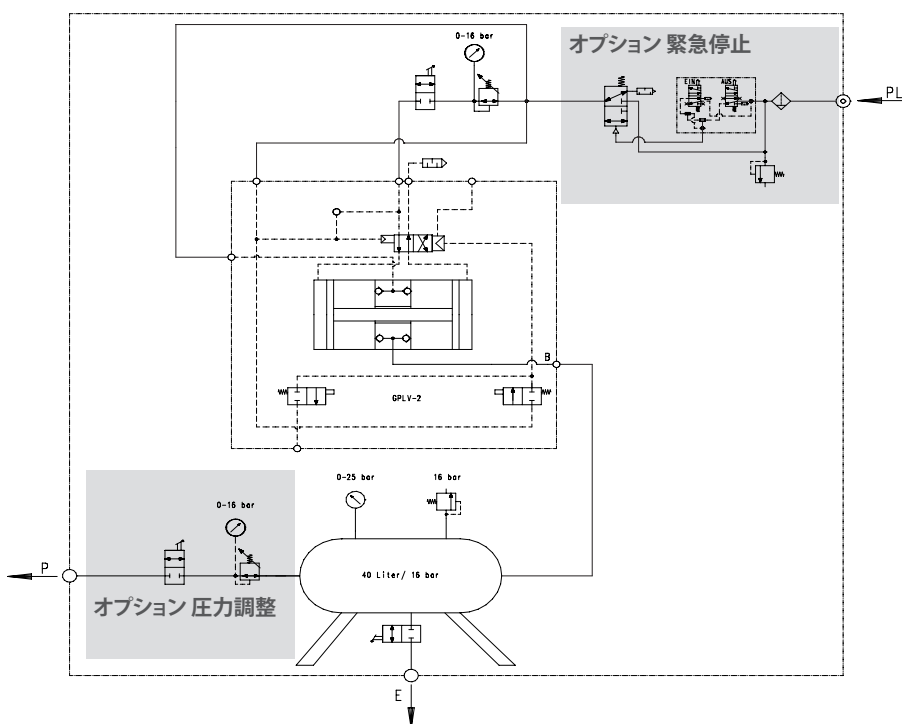 0-16 bar
オプション 緊急停止
EIN
AUS
PL
B
GPLV-2
0-25 bar
16 bar
0-16 bar
P
40 Liter/ 16 bar
オプション 圧力調整
E